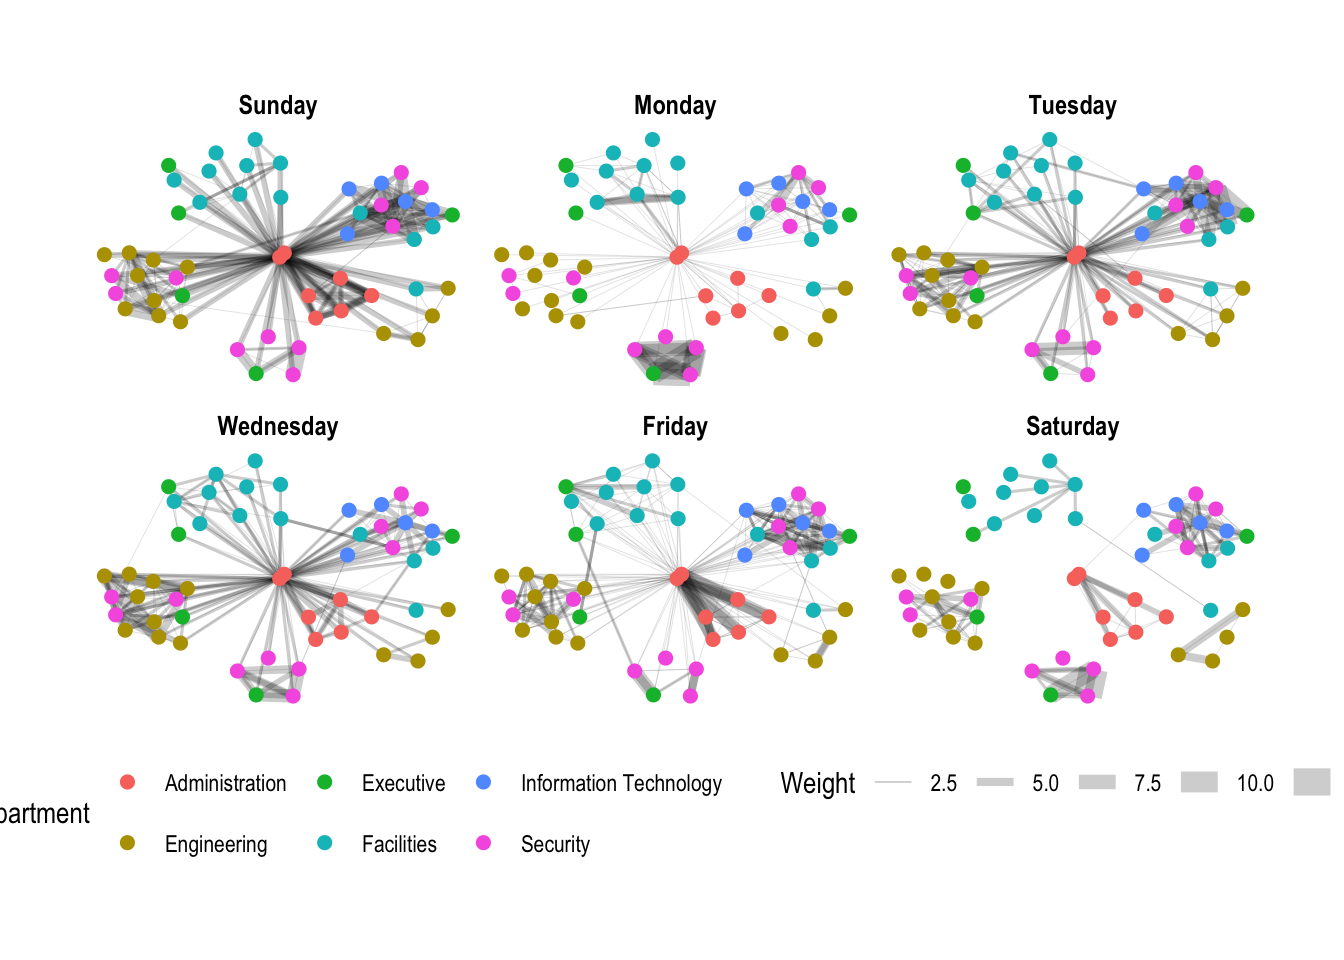 Sunday Monday Tuesday
Wednesday Friday Saturday
partment
Administration Executive Information Technology
Engineering Facilities Security
Weight 2.5 5.0 7.5 10.0